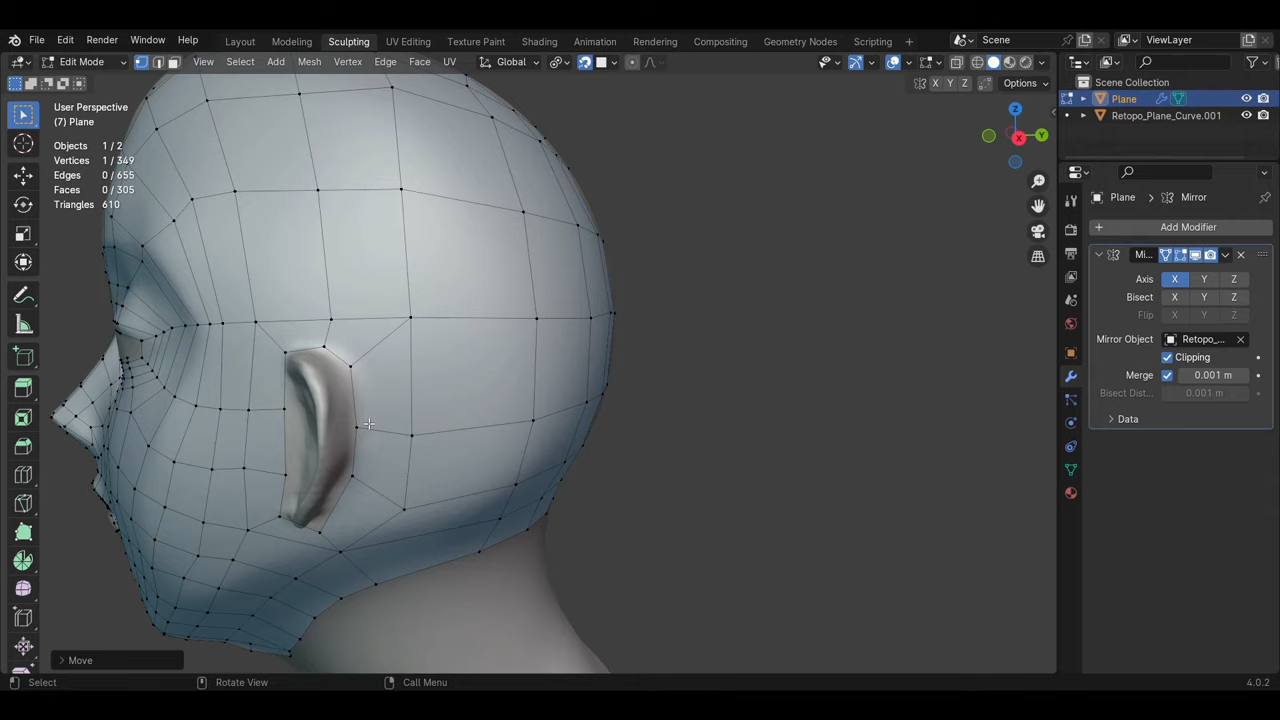 File Edit Render Window Help Layout Modeling Sculpting UV Editing Texture Paint Shading Animation Rendering Compositing Geometry Nodes Scripting + Scene ViewLayer
Edit Mode View Select Add Mesh Vertex Edge Face UV Global
X Y Z Options
User Perspective
(7) Plane
Objects 1 / 2
Vertices 1 / 349
Edges 0 / 655
Faces 0 / 305
Triangles 610
Z
Y
X
Move
Scene Collection
Plane
Retopo_Plane_Curve.001
Plane > Mirror
+ Add Modifier
Mi...
Axis X Y Z
Bisect X Y Z
Flip X Y Z
Mirror Object Retopo_...
Clipping
Merge 0.001 m
Bisect Dis... 0.001 m
Data
Select Rotate View Call Menu 4.0.2